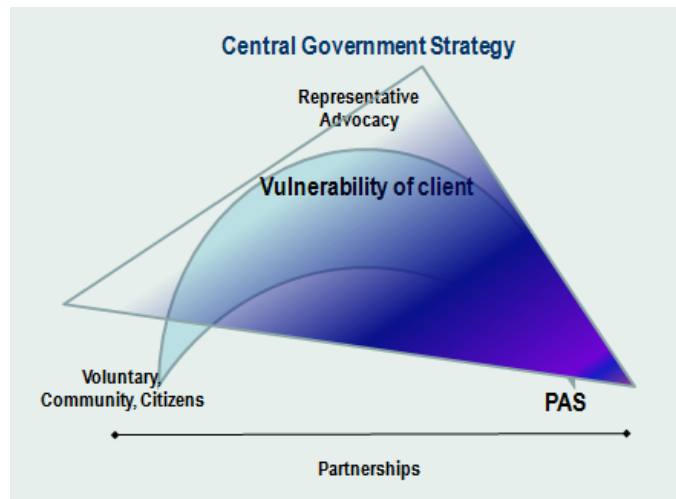 Central Government Strategy
Representative
Advocacy
Vulnerability of client
Voluntary,
Community, Citizens
PAS
Partnerships